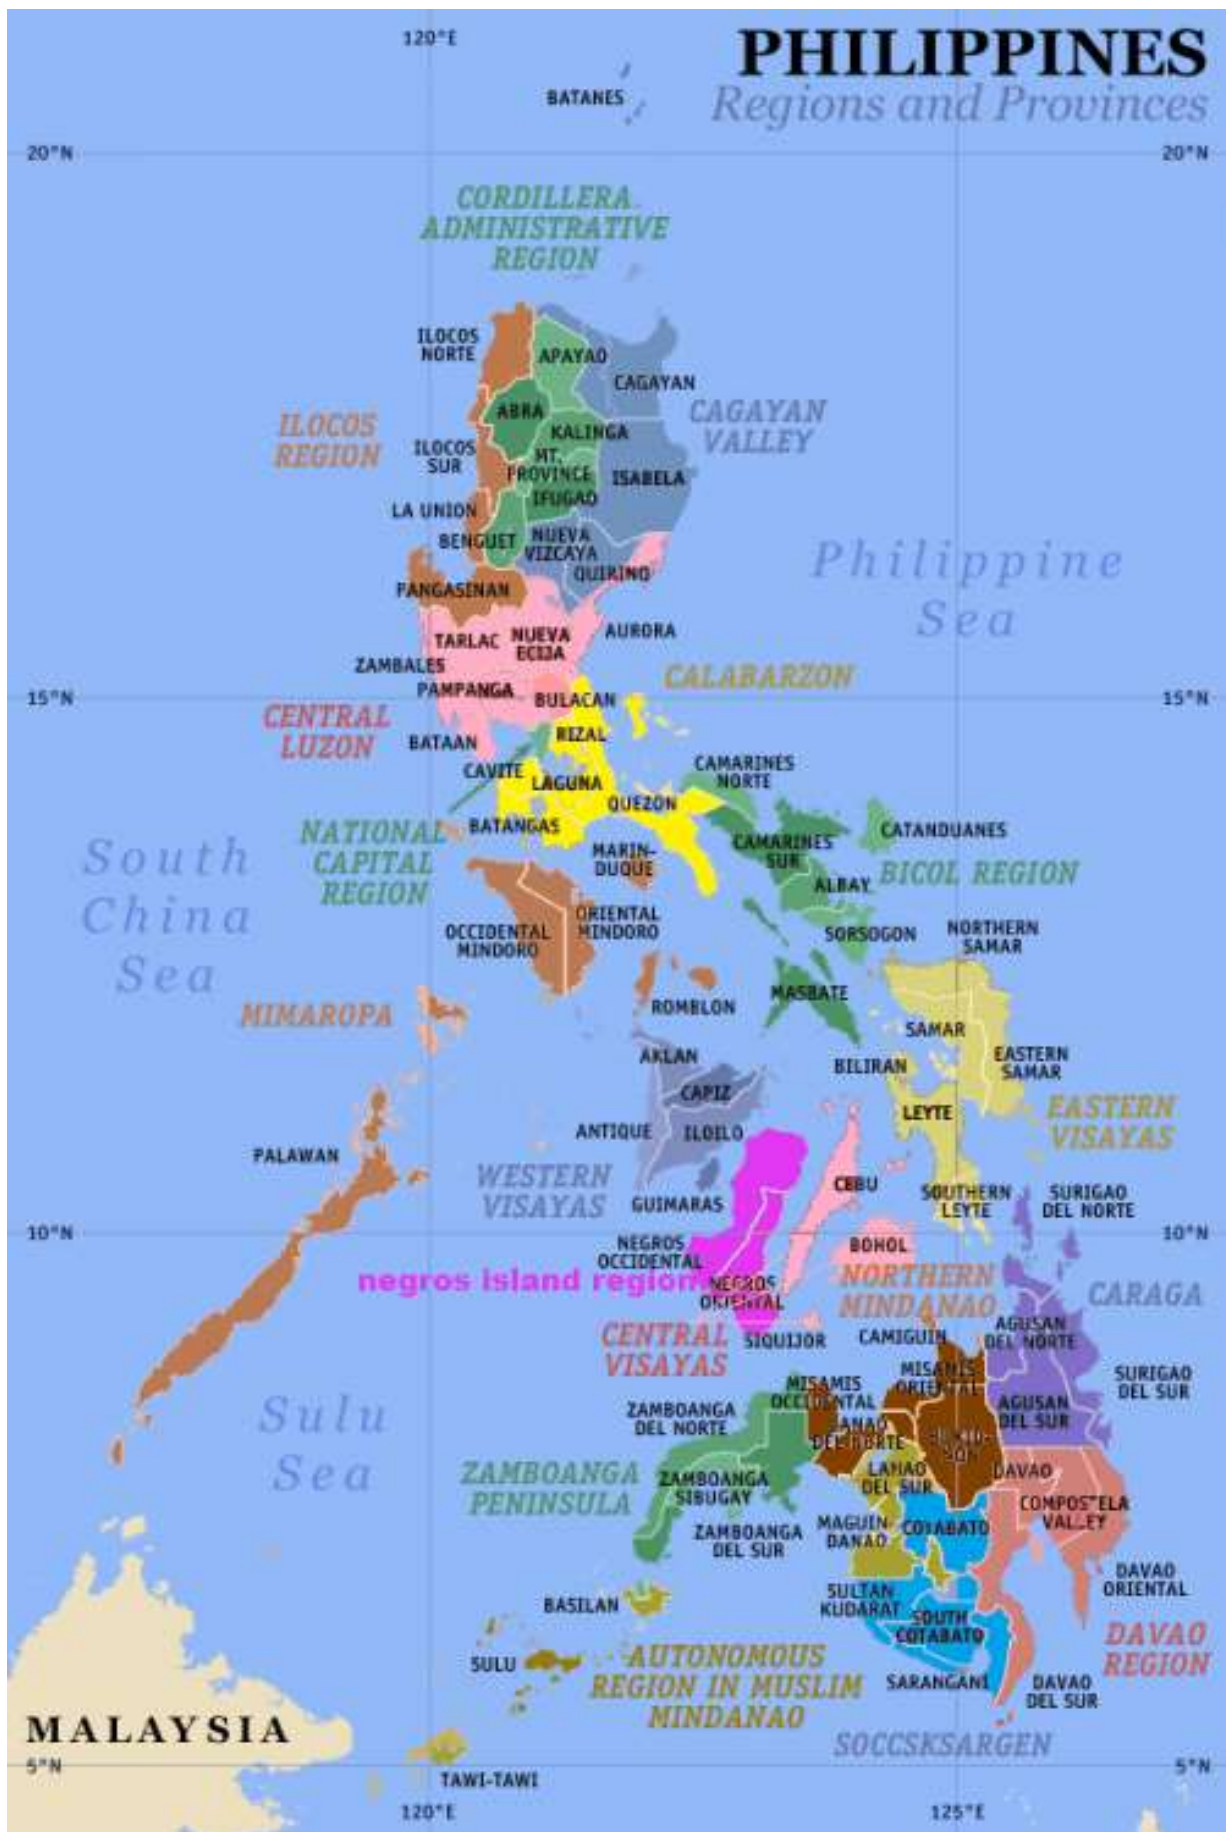 120°E
PHILIPPINES
Regions and Provinces
BATANES
20°N
20°N
CORDILLERA
ADMINISTRATIVE
REGION
ILOCOS
NORTE
APAYAO
CAGAYAN
ABRA
CAGAYAN
VALLEY
ILOCOS
REGION
KALINGA
ILOCOS
SUR
MT.
PROVINCE
ISABELA
IFUGAO
LA UNION
BENGUET
NUEVA
VIZCAYA
QUIRINO
PANGASINAN
Philippine
Sea
AURORA
TARLAC
NUEVA
ECIJA
ZAMBALES
CALABARZON
PAMPANGA
BULACAN
15°N
15°N
CENTRAL
LUZON
BATAAN
RIZAL
CAVITE
LAGUNA
CAMARINES
NORTE
QUEZON
BATANGAS
NATIONAL
CAPITAL
REGION
CATANDUANES
CAMARINES
SUR
MARIN-
DUQUE
South
China
Sea
ALBAY
BICOL REGION
OCCIDENTAL
MINDORO
ORIENTAL
MINDORO
SORSOGON
NORTHERN
SAMAR
MIMAROPA
ROMBLON
MASBATE
SAMAR
AKLAN
BILIRAN
EASTERN
SAMAR
CAPIZ
LEYTE
EASTERN
VISAYAS
ANTIQUE
ILOILO
PALAWAN
WESTERN
VISAYAS
GUIMARAS
CEBU
SOUTHERN
LEYTE
SURIGAO
DEL NORTE
10°N
10°N
NEGROS
OCCIDENTAL
BOHOL
negros island region
NEGROS
ORIENTAL
NORTHERN
MINDANAO
CARAGA
CENTRAL
VISAYAS
SIQUIJOR
CAMIGUIN
AGUSAN
DEL NORTE
MISAMIS
OCCIDENTAL
MISAMIS
ORIENTAL
SURIGAO
DEL SUR
Sulu
Sea
ZAMBOANGA
DEL NORTE
AGUSAN
DEL SUR
LANAO
DEL NORTE
ZAMBOANGA
PENINSULA
ZAMBOANGA
SIBUGAY
LANAO
DEL SUR
DAVAO
COMPOSTELA
VALLEY
ZAMBOANGA
DEL SUR
MAGUIN-
DANAO
COTABATO
DAVAO
ORIENTAL
BASILAN
SULTAN
KUDARAT
SOUTH
COTABATO
DAVAO
REGION
SULU
AUTONOMOUS
REGION IN MUSLIM
MINDANAO
SARANGANI
DAVAO
DEL SUR
MALAYSIA
SOCCSKSARGEN
5°N
5°N
TAWI-TAWI
120°E
125°E